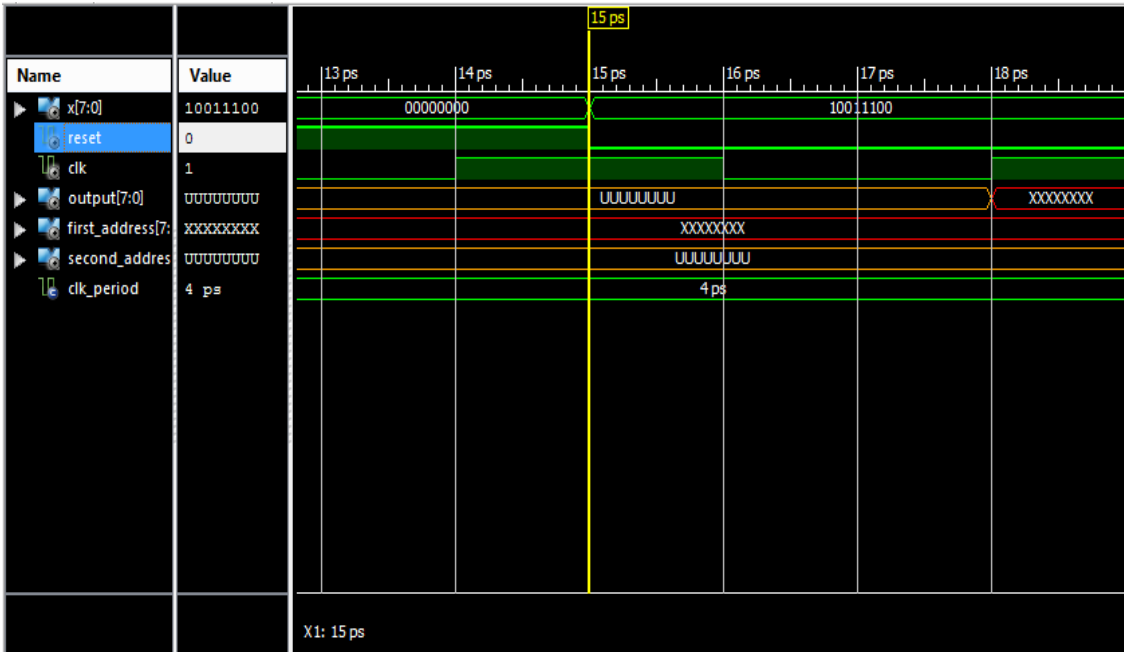 15 ps
Name Value 13 ps 14 ps 15 ps 16 ps 17 ps 18 ps
x[7:0] 10011100 00000000 10011100
reset 0
clk 1
output[7:0] UUUUUUUU UUUUUUUU XXXXXXXX
first_address[7: XXXXXXXX XXXXXXXX
second_addres UUUUUUUU UUUUUUUU
clk_period 4 ps 4 ps
X1: 15 ps